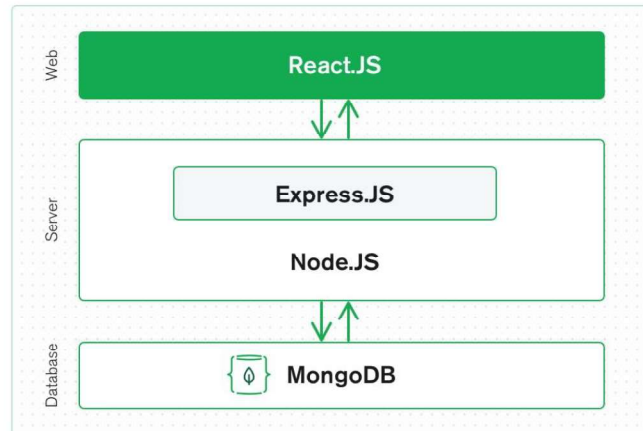 Web
React.JS
Server
Express.JS
Node.JS
Database
MongoDB